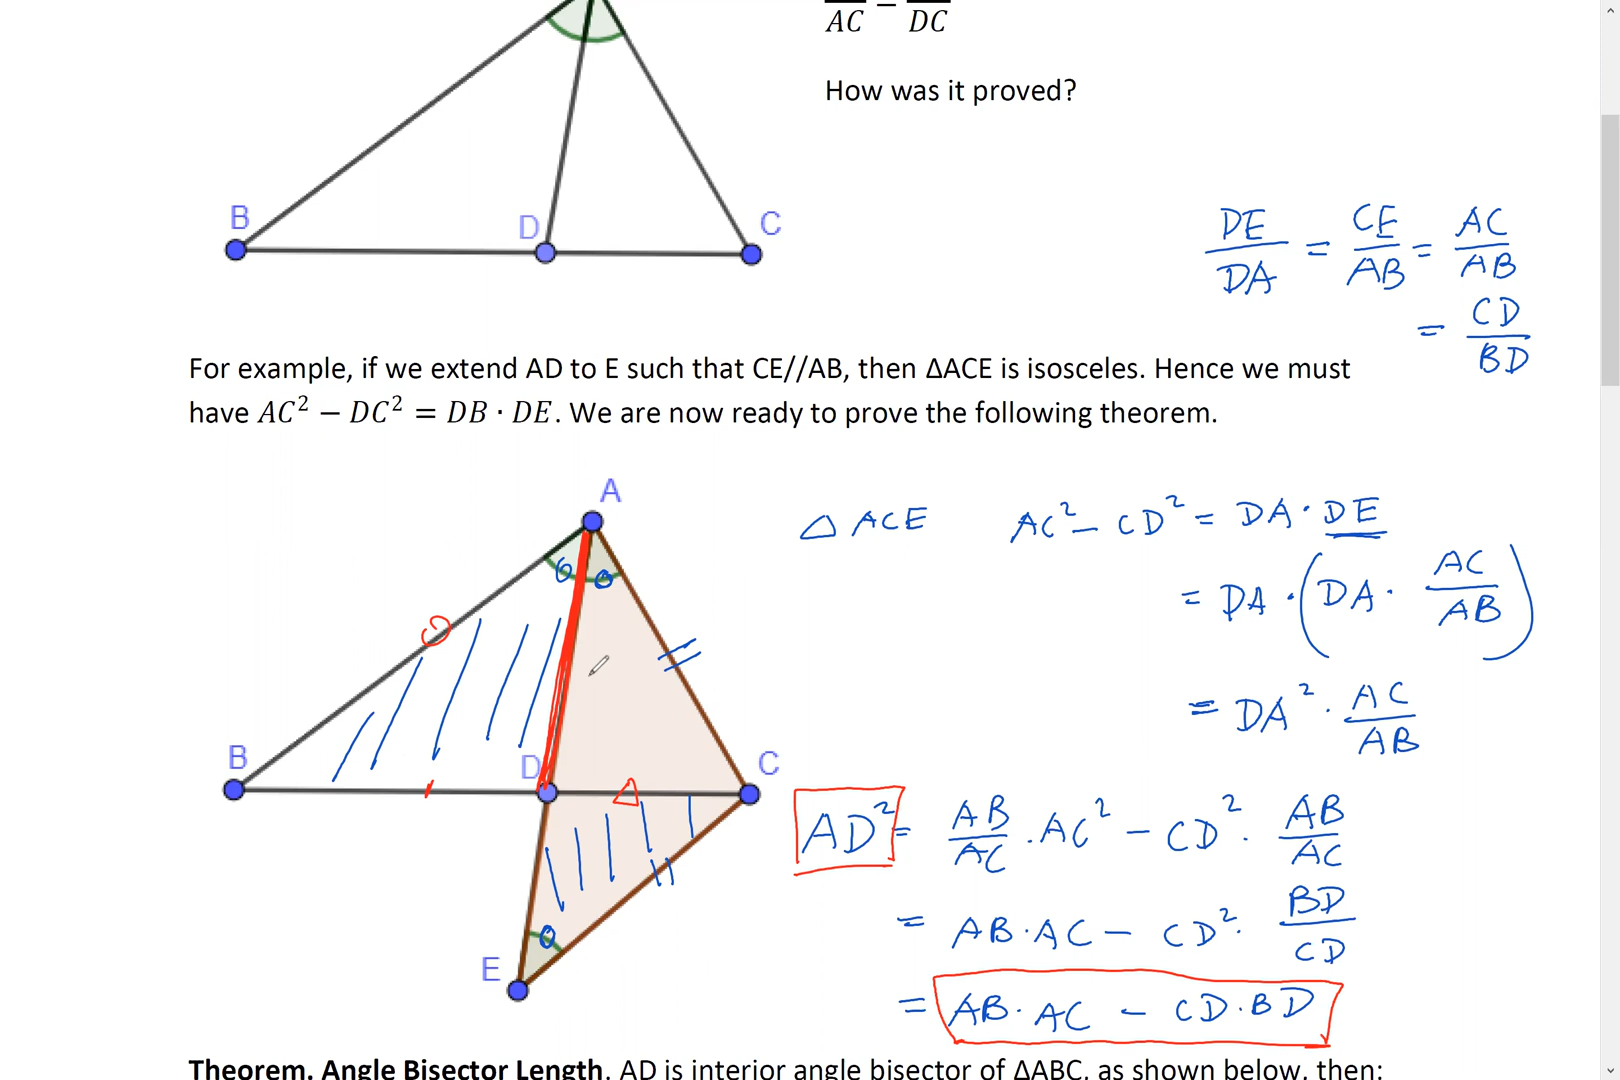 AC = DC
How was it proved?
B D C
DE/DA = CE/AB = AC/AB
= CD/BD
For example, if we extend AD to E such that CE//AB, then ΔACE is isosceles. Hence we must
have AC² − DC² = DB · DE. We are now ready to prove the following theorem.
A
△ ACE AC² − CD² = DA · DE
θ θ
= DA · (DA · AC/AB)
= DA² · AC/AB
B D C
AD² = AB/AC · AC² − CD² · AB/AC
= AB · AC − CD² · BD/CD
θ
E
= AB · AC − CD · BD
Theorem. Angle Bisector Length. AD is interior angle bisector of ΔABC, as shown below, then: